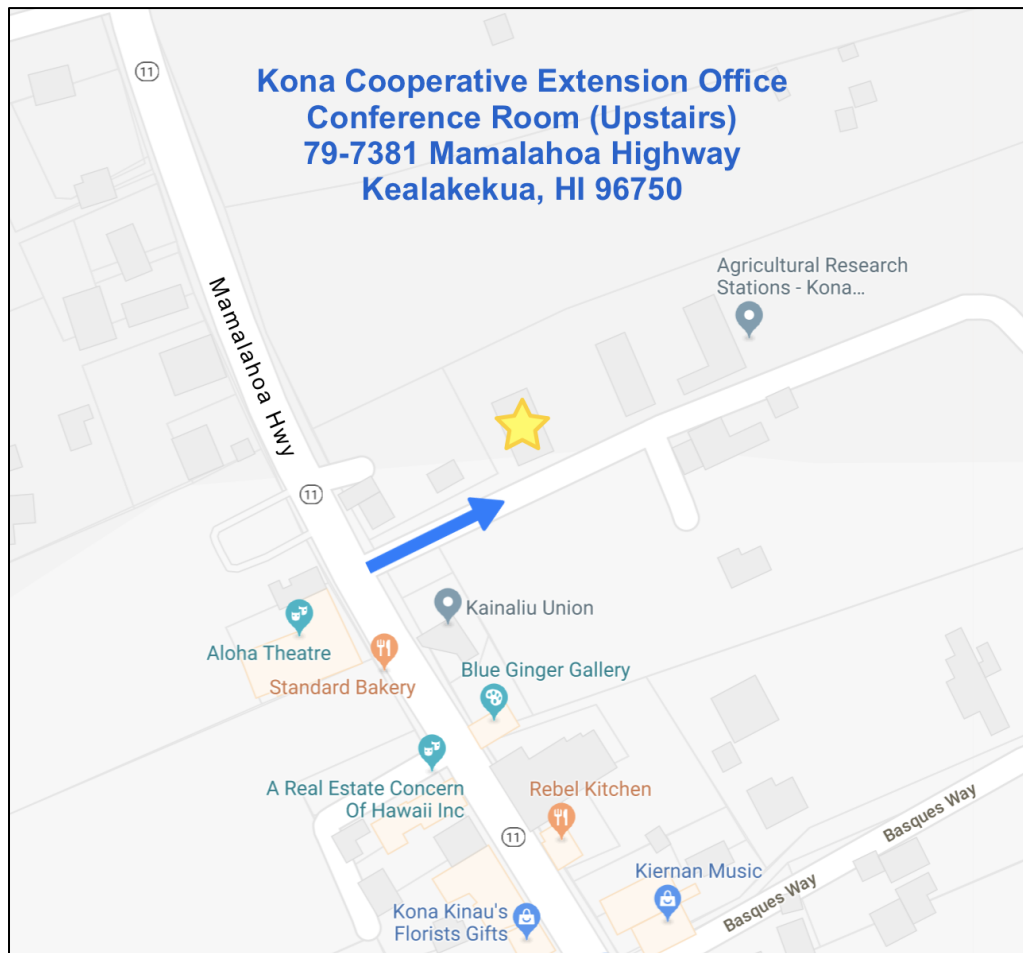 11
Kona Cooperative Extension Office
Conference Room (Upstairs)
79-7381 Mamalahoa Highway
Kealakekua, HI 96750
Agricultural Research
Stations - Kona...
Mamalahoa Hwy
11
Kainaliu Union
Aloha Theatre
Standard Bakery
Blue Ginger Gallery
A Real Estate Concern
Of Hawaii Inc
Rebel Kitchen
11
Basques Way
Kiernan Music
Basques Way
Kona Kinau's
Florists Gifts